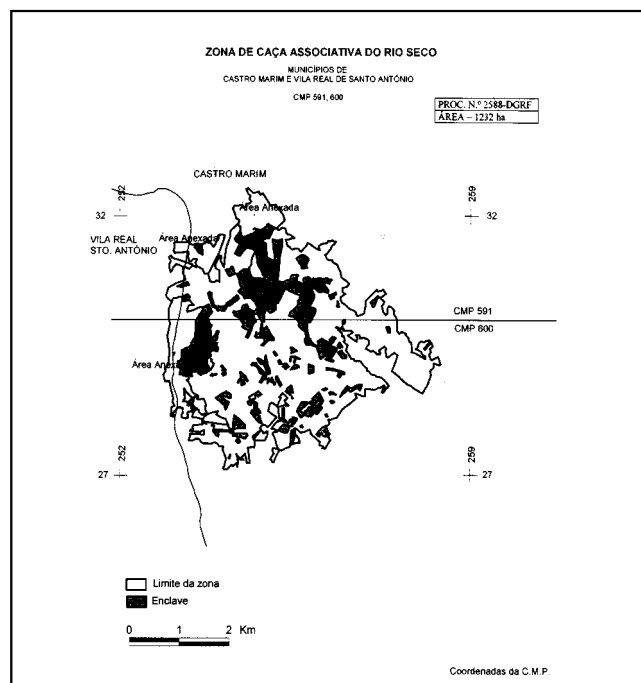 ZONA DE CAÇA ASSOCIATIVA DO RIO SECO
MUNICÍPIOS DE
CASTRO MARIM E VILA REAL DE SANTO ANTÓNIO
CMP 591, 600
PROC. N.º 2588-DGRF
ÁREA – 1232 ha
252
CASTRO MARIM
259
32
Área Anexada
32
VILA REAL
STO. ANTÓNIO
Área Anexada
CMP 591
CMP 600
Área Anexada
252
259
27
27
Limite da zona
Enclave
0 1 2 Km
Coordenadas da C.M.P.